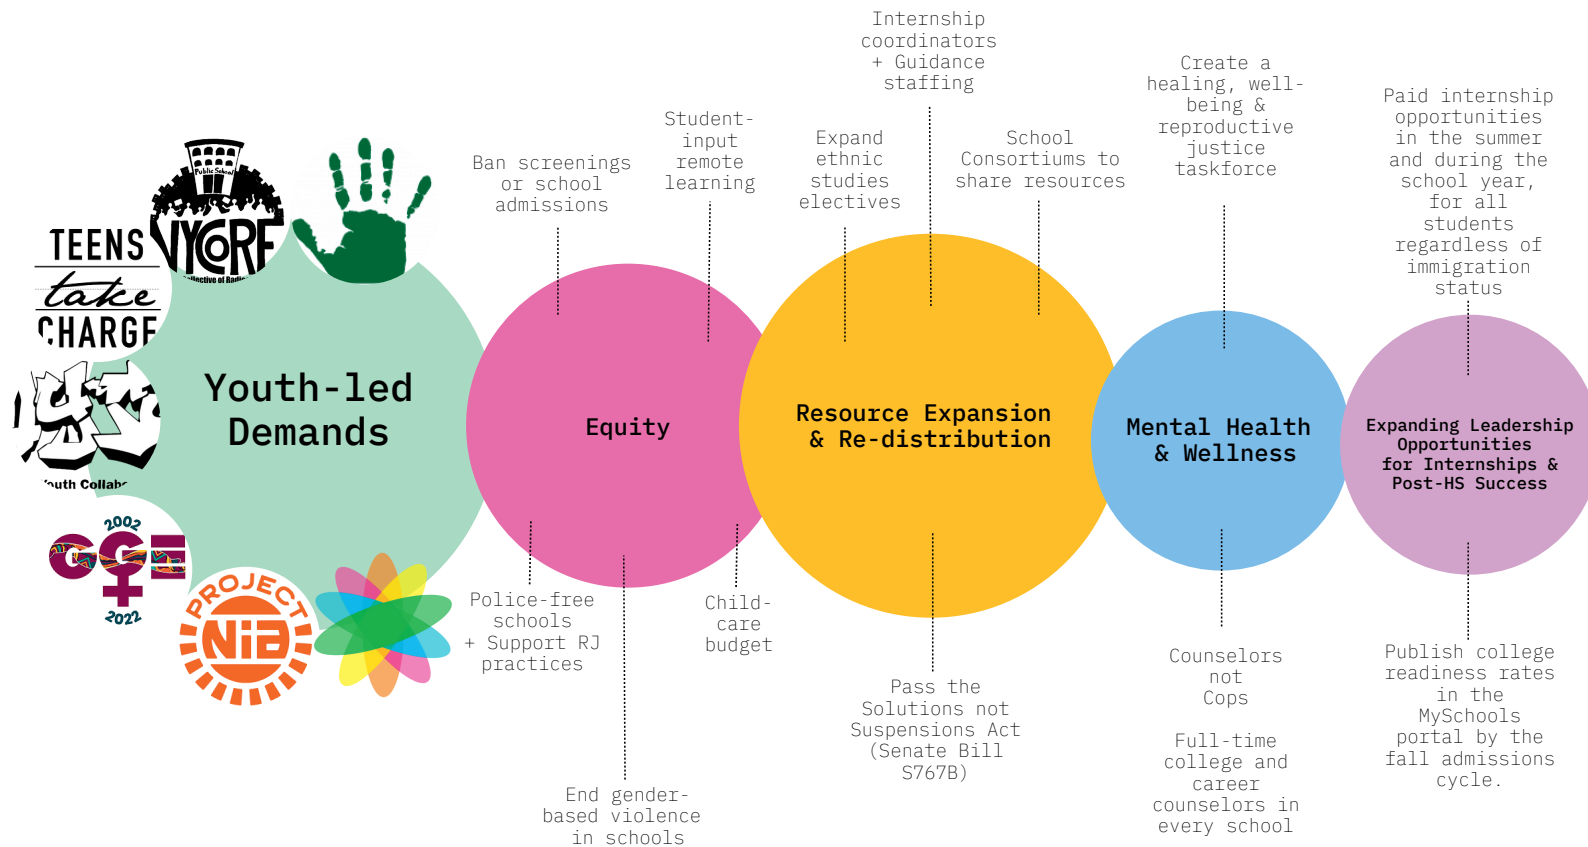 Public School
NYCORE
TEENS
take
CHARGE
Youth-led
Demands
2002
GGE
2022
PROJECT
NiA
Ban screenings
or school
admissions
Student-
input
remote
learning
Equity
Police-free
schools
+ Support RJ
practices
End gender-
based violence
in schools
Child-
care
budget
Expand
ethnic
studies
electives
Internship
coordinators
+ Guidance
staffing
School
Consortiums to
share resources
Resource Expansion
& Re-distribution
Pass the
Solutions not
Suspensions Act
(Senate Bill
S767B)
Create a
healing, well-
being &
reproductive
justice
taskforce
Mental Health
& Wellness
Counselors
not
Cops
Full-time
college and
career
counselors in
every school
Paid internship
opportunities
in the summer
and during the
school year,
for all
students
regardless of
immigration
status
Expanding Leadership
Opportunities
for Internships &
Post-HS Success
Publish college
readiness rates
in the
MySchools
portal by the
fall admissions
cycle.